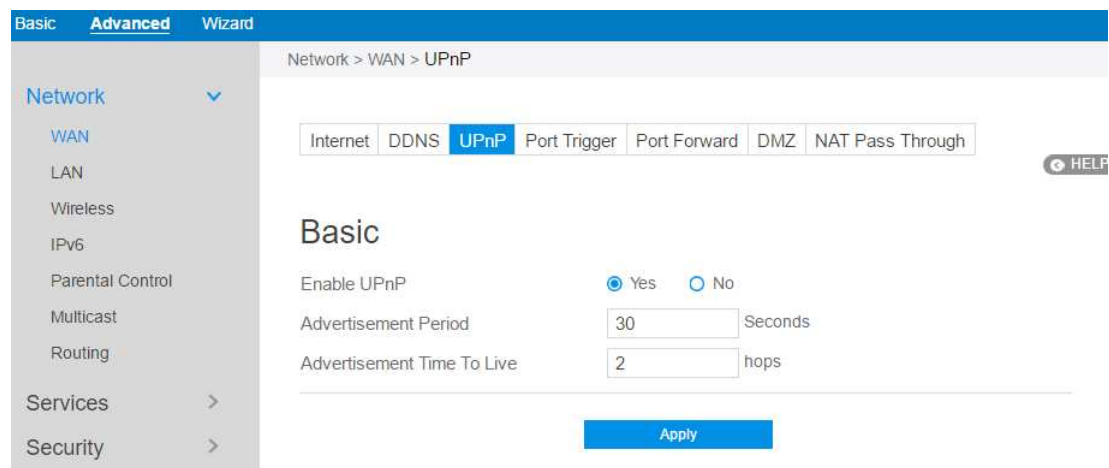 Basic Advanced Wizard
Network > WAN > UPnP
Network
WAN
LAN
Wireless
IPv6
Parental Control
Multicast
Routing
Services
Security
Internet DDNS UPnP Port Trigger Port Forward DMZ NAT Pass Through
HELP
Basic
Enable UPnP Yes No
Advertisement Period 30 Seconds
Advertisement Time To Live 2 hops
Apply